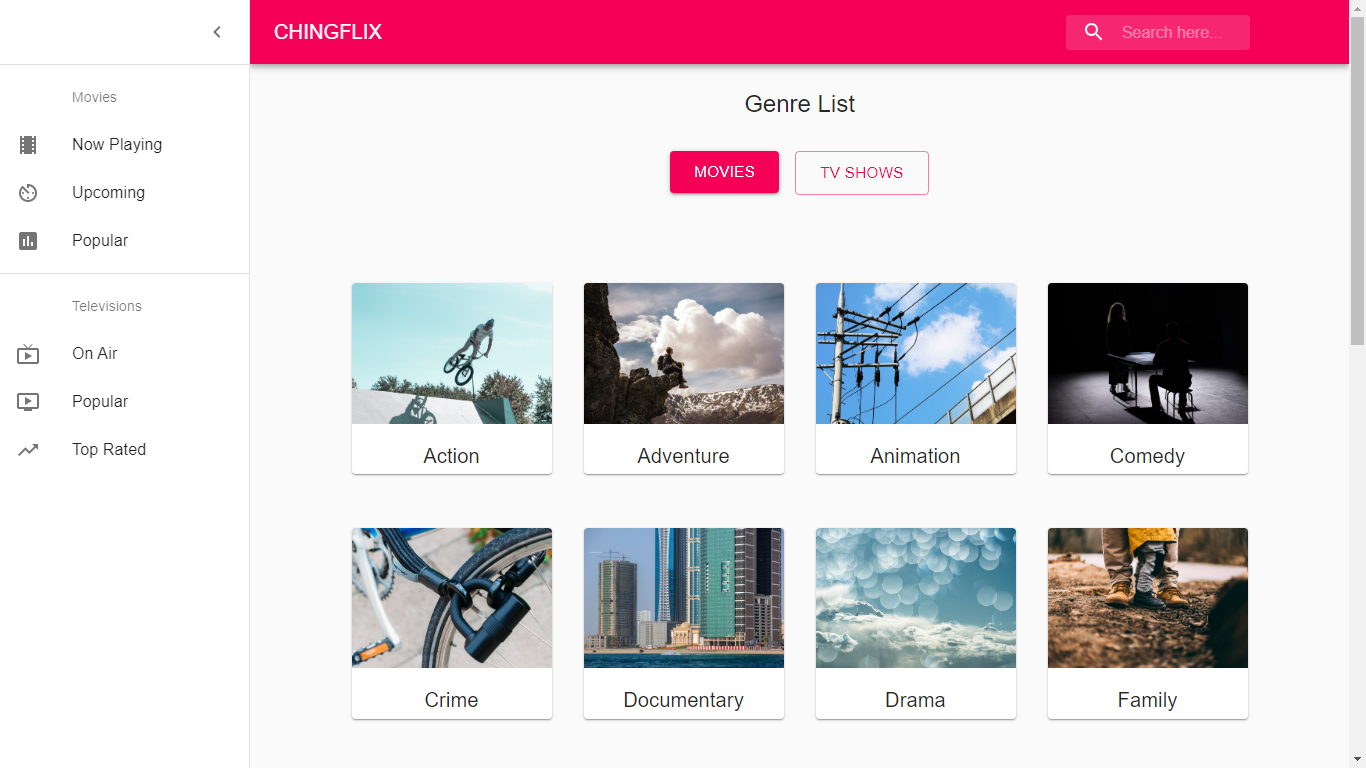 CHINGFLIX
Search here...
Movies
Now Playing
Upcoming
Popular
Televisions
On Air
Popular
Top Rated
Genre List
MOVIES
TV SHOWS
Action
Adventure
Animation
Comedy
Crime
Documentary
Drama
Family